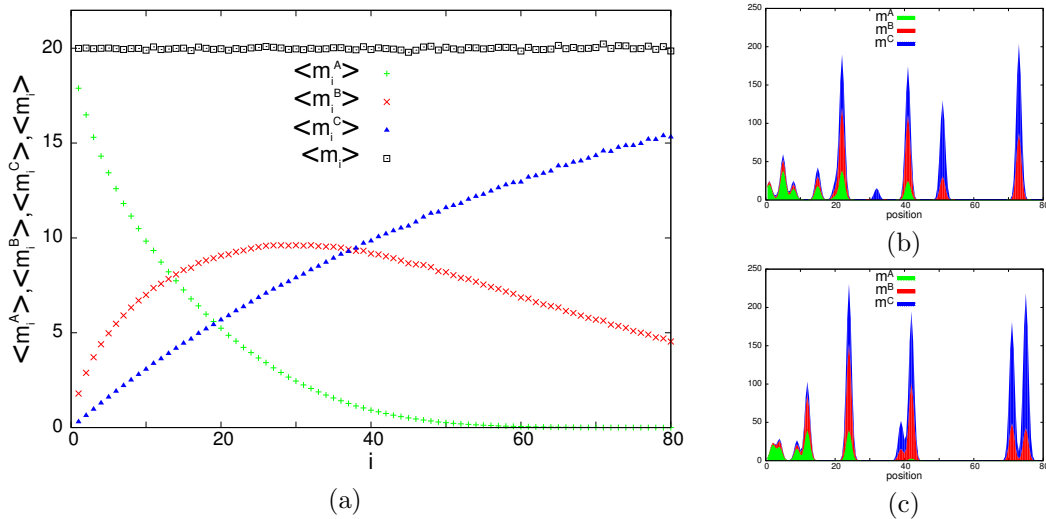 <m_i^A>, <m_i^B>, <m_i^C>, <m_i>
20
15
10
5
0
<m_i^A>
<m_i^B>
<m_i^C>
<m_i>
0 20 40 60 80
i
(a)
250
200
150
100
50
0
m^A
m^B
m^C
0 20 40 60 80
position
(b)
250
200
150
100
50
0
m^A
m^B
m^C
0 20 40 60 80
position
(c)